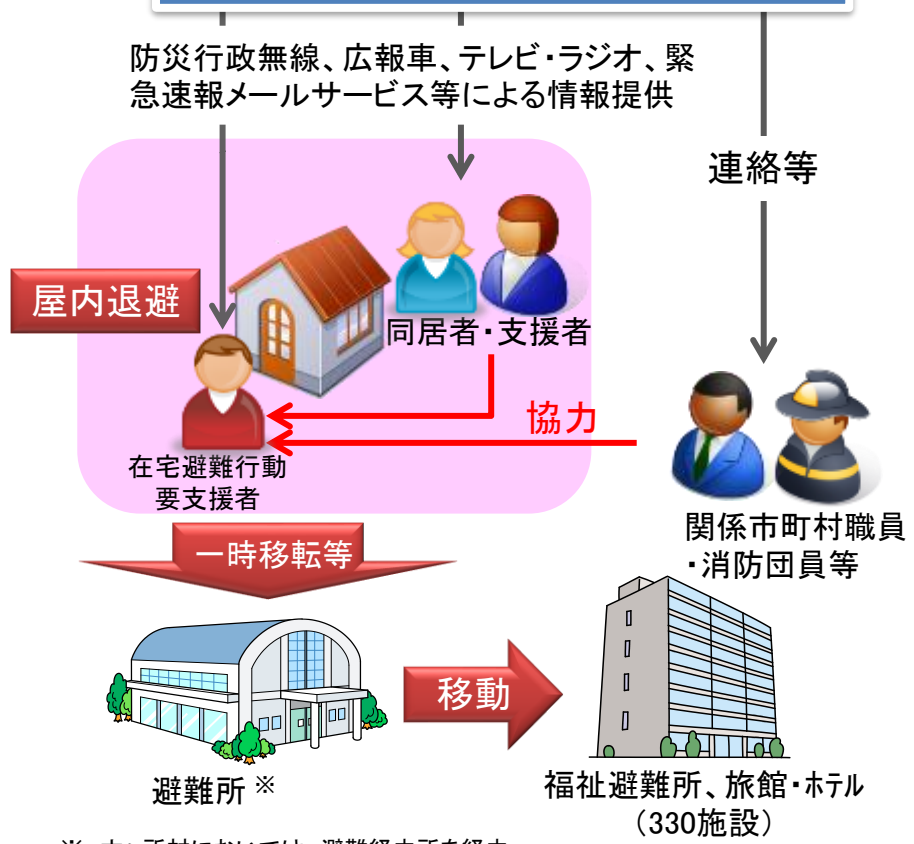 防災行政無線、広報車、テレビ・ラジオ、緊
急速報メールサービス等による情報提供
連絡等
屋内退避
同居者・支援者
協力
在宅避難行動
要支援者
関係市町村職員
・消防団員等
一時移転等
移動
避難所※
福祉避難所、旅館・ホテル
(330施設)